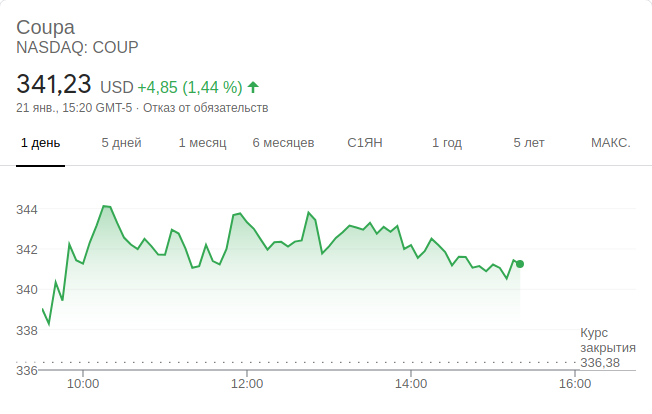 Coupa
NASDAQ: COUP
341,23 USD +4,85 (1,44 %)
21 янв., 15:20 GMT-5 · Отказ от обязательств
1 день 5 дней 1 месяц 6 месяцев С1ЯН 1 год 5 лет МАКС.
344
342
340
338
Курс
закрытия
336,38
336
10:00 12:00 14:00 16:00